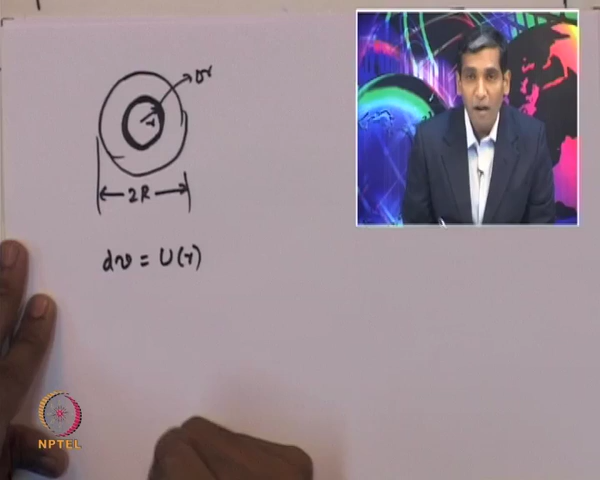 δr
r
2R
dv = U(r)
NPTEL